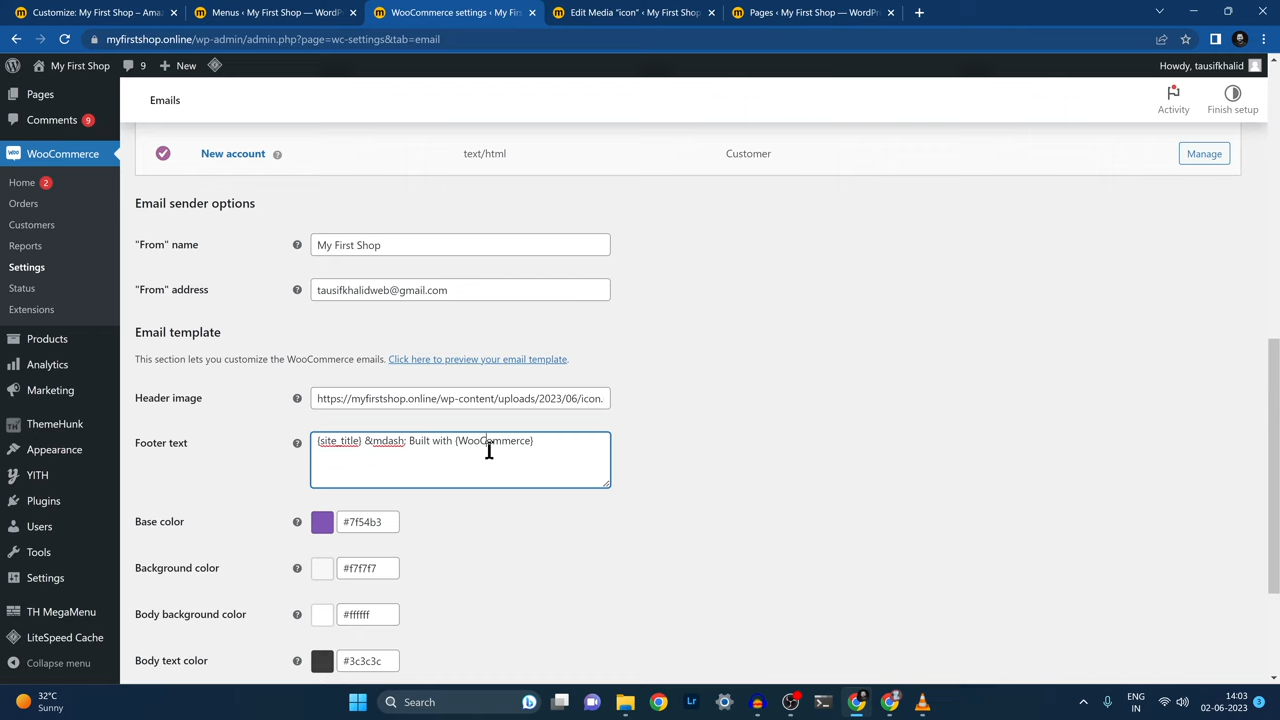 Customize: My First Shop – Amaz
Menus ‹ My First Shop — WordPr
WooCommerce settings ‹ My Firs
Edit Media "icon" ‹ My First Shop
Pages ‹ My First Shop — WordPr
myfirstshop.online/wp-admin/admin.php?page=wc-settings&tab=email
My First Shop
9
New
Howdy, tausifkhalid
Pages
Comments 9
WooCommerce
Home 2
Orders
Customers
Reports
Settings
Status
Extensions
Products
Analytics
Marketing
ThemeHunk
Appearance
YITH
Plugins
Users
Tools
Settings
TH MegaMenu
LiteSpeed Cache
Collapse menu
Emails
Activity
Finish setup
New account
text/html
Customer
Manage
Email sender options
"From" name
My First Shop
"From" address
tausifkhalidweb@gmail.com
Email template
This section lets you customize the WooCommerce emails. Click here to preview your email template.
Header image
https://myfirstshop.online/wp-content/uploads/2023/06/icon.
Footer text
{site_title} &mdash; Built with {WooCommerce}
Base color
#7f54b3
Background color
#f7f7f7
Body background color
#ffffff
Body text color
#3c3c3c
32°C
Sunny
Search
Lr
ENG
IN
14:03
02-06-2023
3